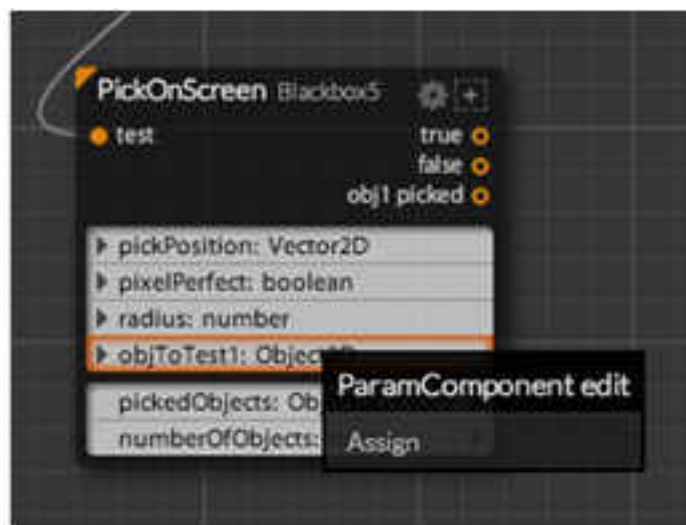 PickOnScreen Blackbox5
test true
false
obj1 picked
pickPosition: Vector2D
pixelPerfect: boolean
radius: number
objToTest1:
pickedObjects:
numberOfObjects:
ParamComponent edit
Assign